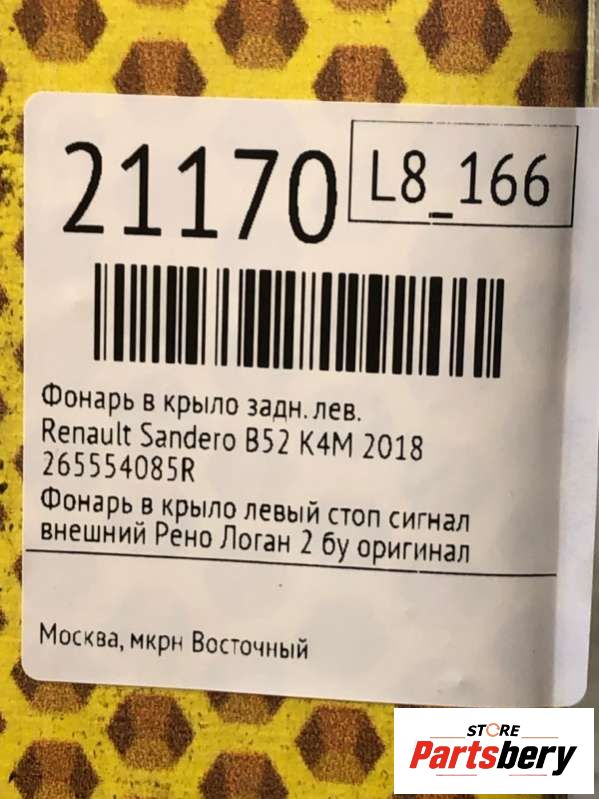 21170
L8_166
Фонарь в крыло задн. лев.
Renault Sandero B52 K4M 2018
265554085R
Фонарь в крыло левый стоп сигнал
внешний Рено Логан 2 бу оригинал
Москва, мкрн Восточный
STORE
Partsbery